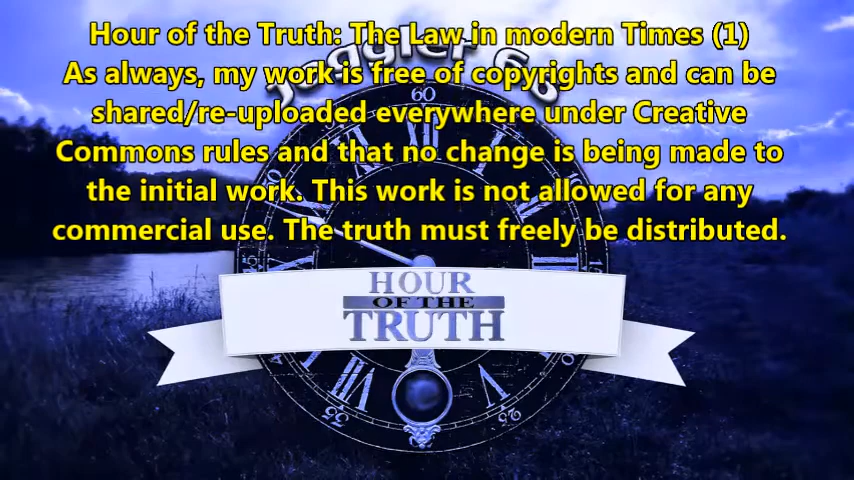 Hour of the Truth: The Law in modern Times (1)
As always, my work is free of copyrights and can be
shared/re-uploaded everywhere under Creative
Commons rules and that no change is being made to
the initial work. This work is not allowed for any
commercial use. The truth must freely be distributed.
60
HOUR
OF THE
TRUTH